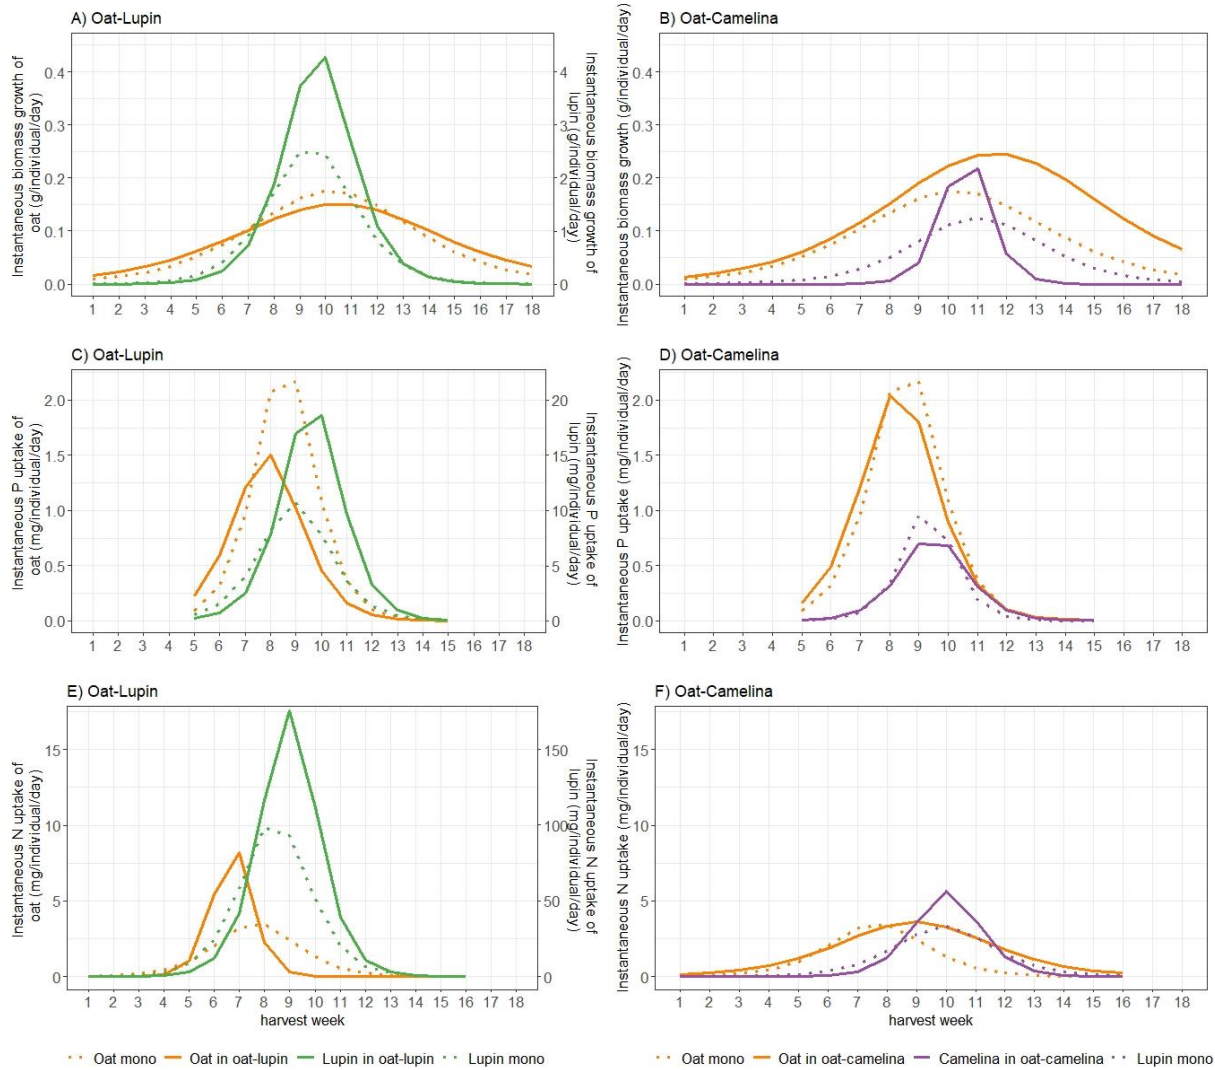 A) Oat-Lupin
Instantaneous biomass growth of
oat (g/individual/day)
0.4
0.3
0.2
0.1
0.0
4
3
2
1
0
Instantaneous biomass growth of
lupin (g/individual/day)
1 2 3 4 5 6 7 8 9 10 11 12 13 14 15 16 17 18
B) Oat-Camelina
Instantaneous biomass growth (g/individual/day)
0.4
0.3
0.2
0.1
0.0
1 2 3 4 5 6 7 8 9 10 11 12 13 14 15 16 17 18
C) Oat-Lupin
Instantaneous P uptake of
oat (mg/individual/day)
2.0
1.5
1.0
0.5
0.0
20
15
10
5
0
Instantaneous P uptake of
lupin (mg/individual/day)
1 2 3 4 5 6 7 8 9 10 11 12 13 14 15 16 17 18
D) Oat-Camelina
Instantaneous P uptake (mg/individual/day)
2.0
1.5
1.0
0.5
0.0
1 2 3 4 5 6 7 8 9 10 11 12 13 14 15 16 17 18
E) Oat-Lupin
Instantaneous N uptake of
oat (mg/individual/day)
15
10
5
0
150
100
50
0
Instantaneous N uptake of
lupin (mg/individual/day)
1 2 3 4 5 6 7 8 9 10 11 12 13 14 15 16 17 18
harvest week
F) Oat-Camelina
Instantaneous N uptake (mg/individual/day)
15
10
5
0
1 2 3 4 5 6 7 8 9 10 11 12 13 14 15 16 17 18
harvest week
Oat mono Oat in oat-lupin Lupin in oat-lupin Lupin mono
Oat mono Oat in oat-camelina Camelina in oat-camelina Lupin mono